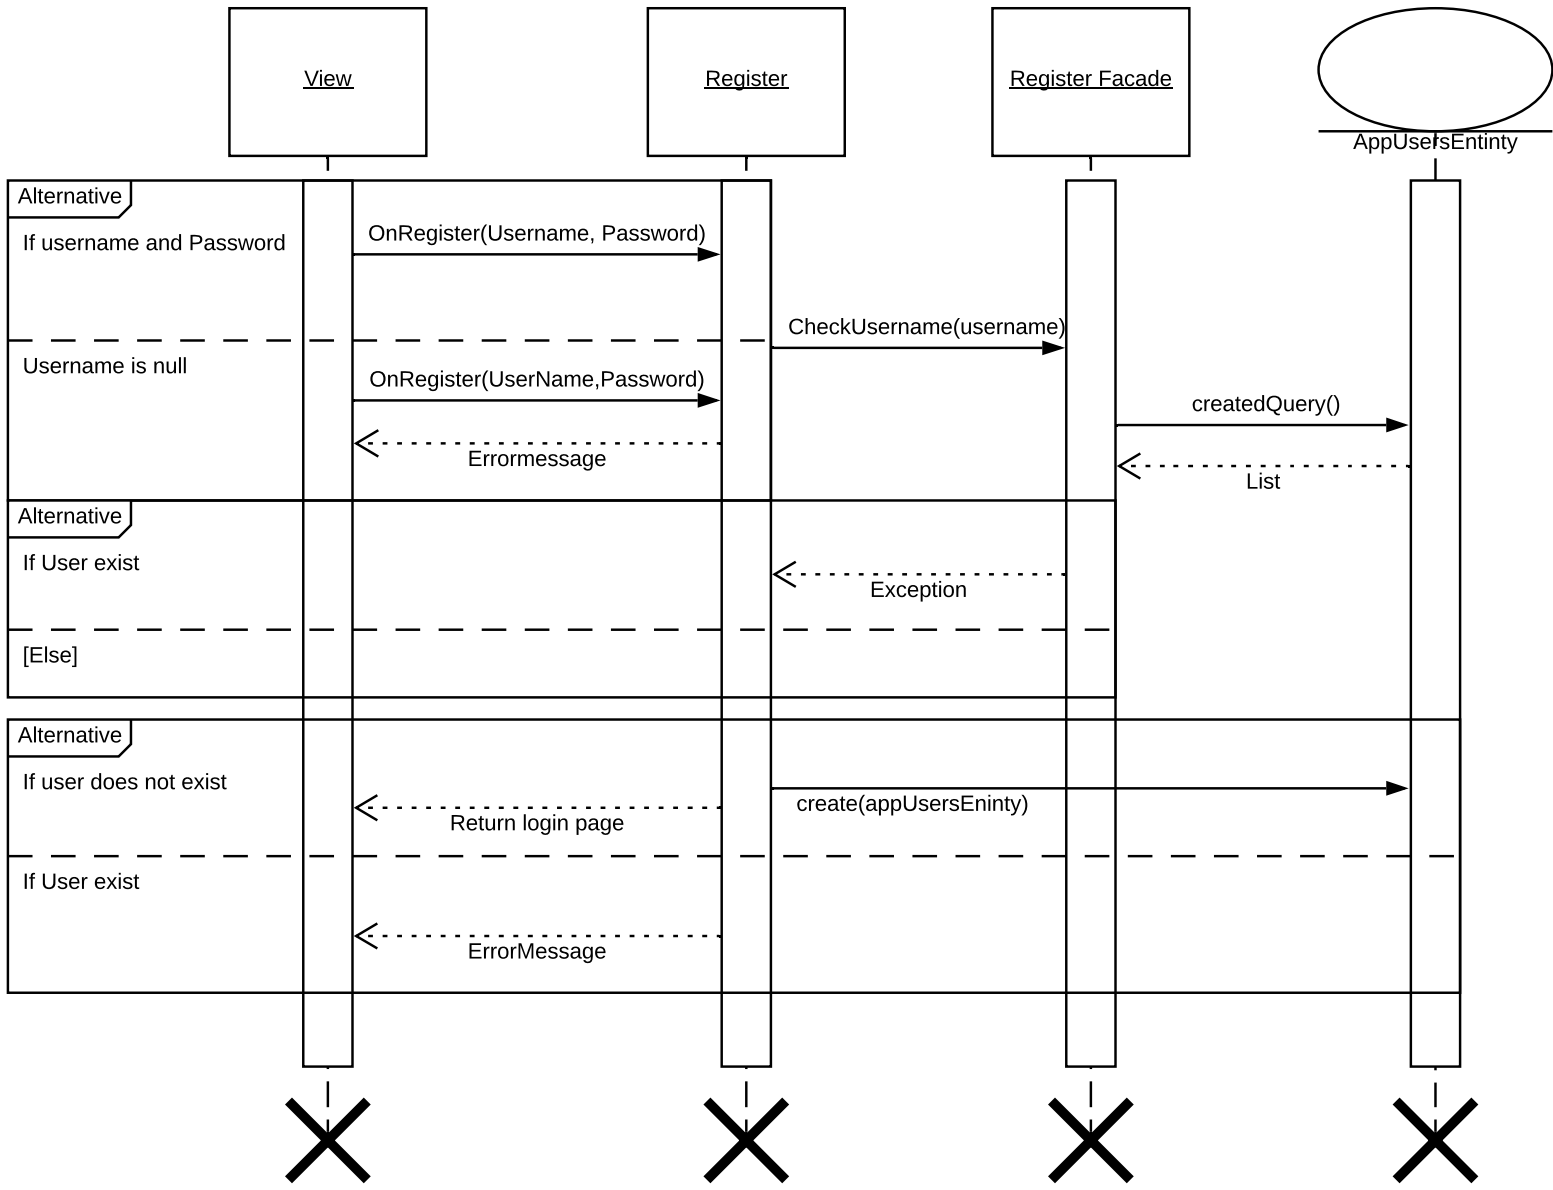 View
Register
Register Facade
AppUsersEntinty
Alternative
If username and Password
OnRegister(Username, Password)
CheckUsername(username)
Username is null
OnRegister(UserName,Password)
createdQuery()
Errormessage
List
Alternative
If User exist
Exception
[Else]
Alternative
If user does not exist
create(appUsersEninty)
Return login page
If User exist
ErrorMessage